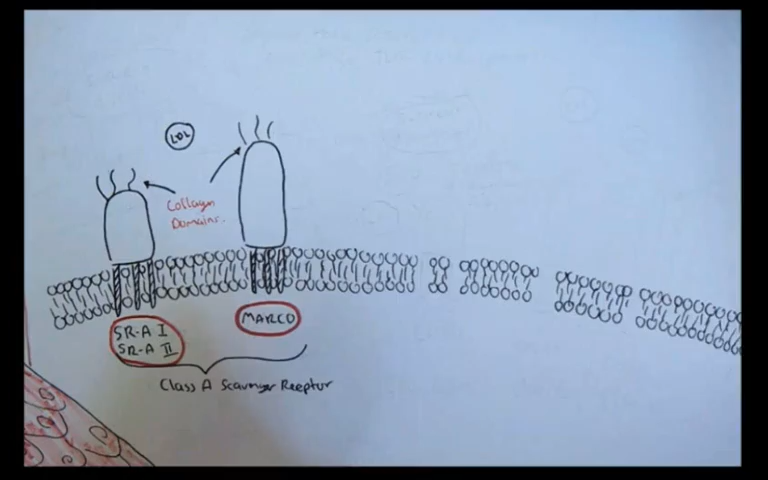 LDL
Collagen
Domains.
SR-A I
SR-A II
MARCO
Class A Scavenger Receptor